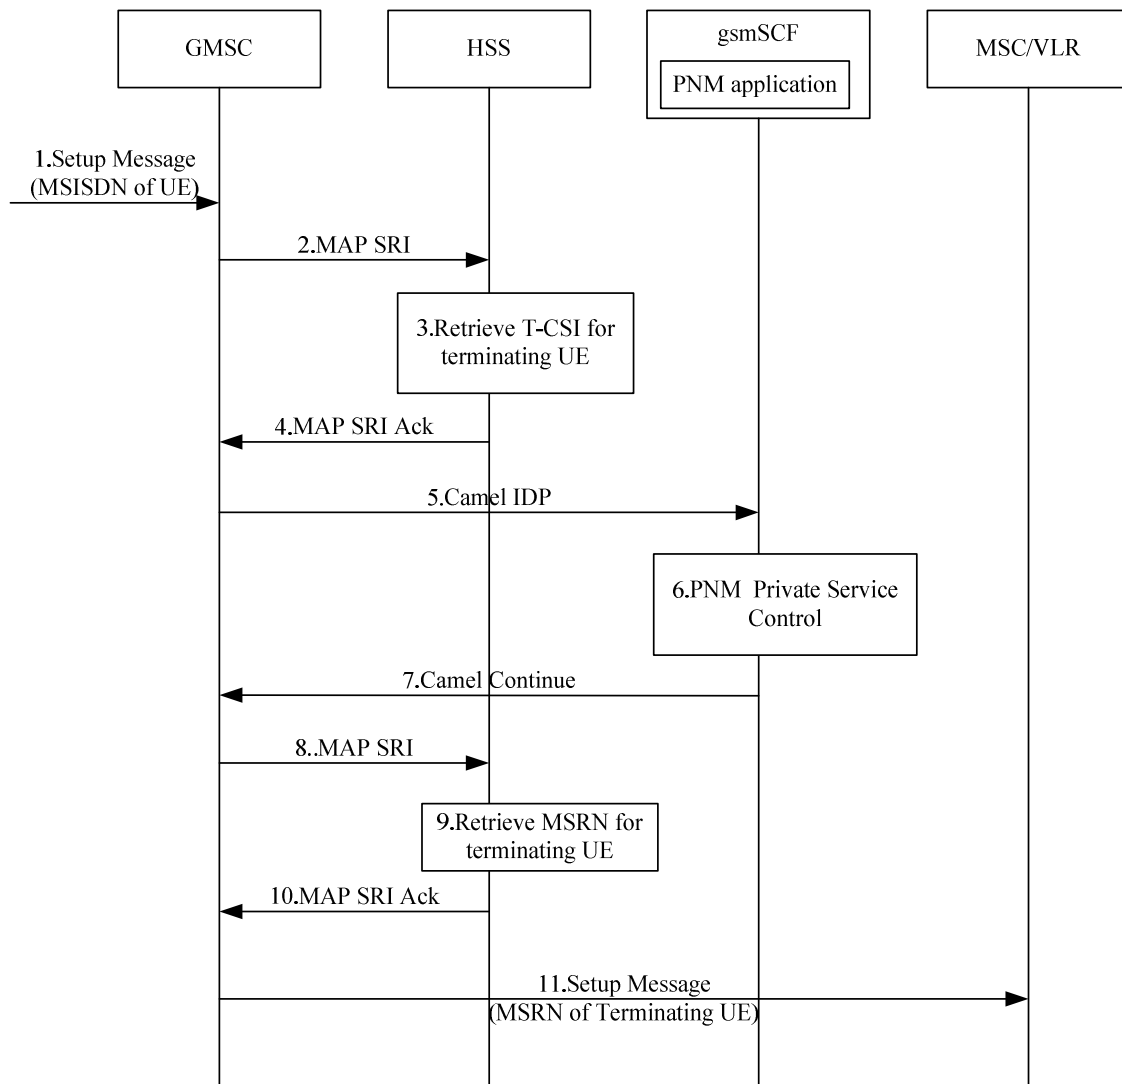 GMSC
HSS
gsmSCF
PNM application
MSC/VLR
1.Setup Message
(MSISDN of UE)
2.MAP SRI
3.Retrieve T-CSI for
terminating UE
4.MAP SRI Ack
5.Camel IDP
6.PNM  Private Service
Control
7.Camel Continue
8..MAP SRI
9.Retrieve MSRN for
terminating UE
10.MAP SRI Ack
11.Setup Message
(MSRN of Terminating UE)